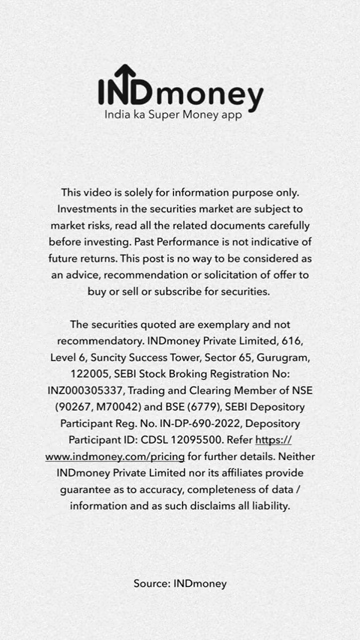 INDmoney
India ka Super Money app
This video is solely for information purpose only.
Investments in the securities market are subject to
market risks, read all the related documents carefully
before investing. Past Performance is not indicative of
future returns. This post is no way to be considered as
an advice, recommendation or solicitation of offer to
buy or sell or subscribe for securities.
The securities quoted are exemplary and not
recommendatory. INDmoney Private Limited, 616,
Level 6, Suncity Success Tower, Sector 65, Gurugram,
122005, SEBI Stock Broking Registration No:
INZ000305337, Trading and Clearing Member of NSE
(90267, M70042) and BSE (6779), SEBI Depository
Participant Reg. No. IN-DP-690-2022, Depository
Participant ID: CDSL 12095500. Refer https://
www.indmoney.com/pricing for further details. Neither
INDmoney Private Limited nor its affiliates provide
guarantee as to accuracy, completeness of data /
information and as such disclaims all liability.
Source: INDmoney